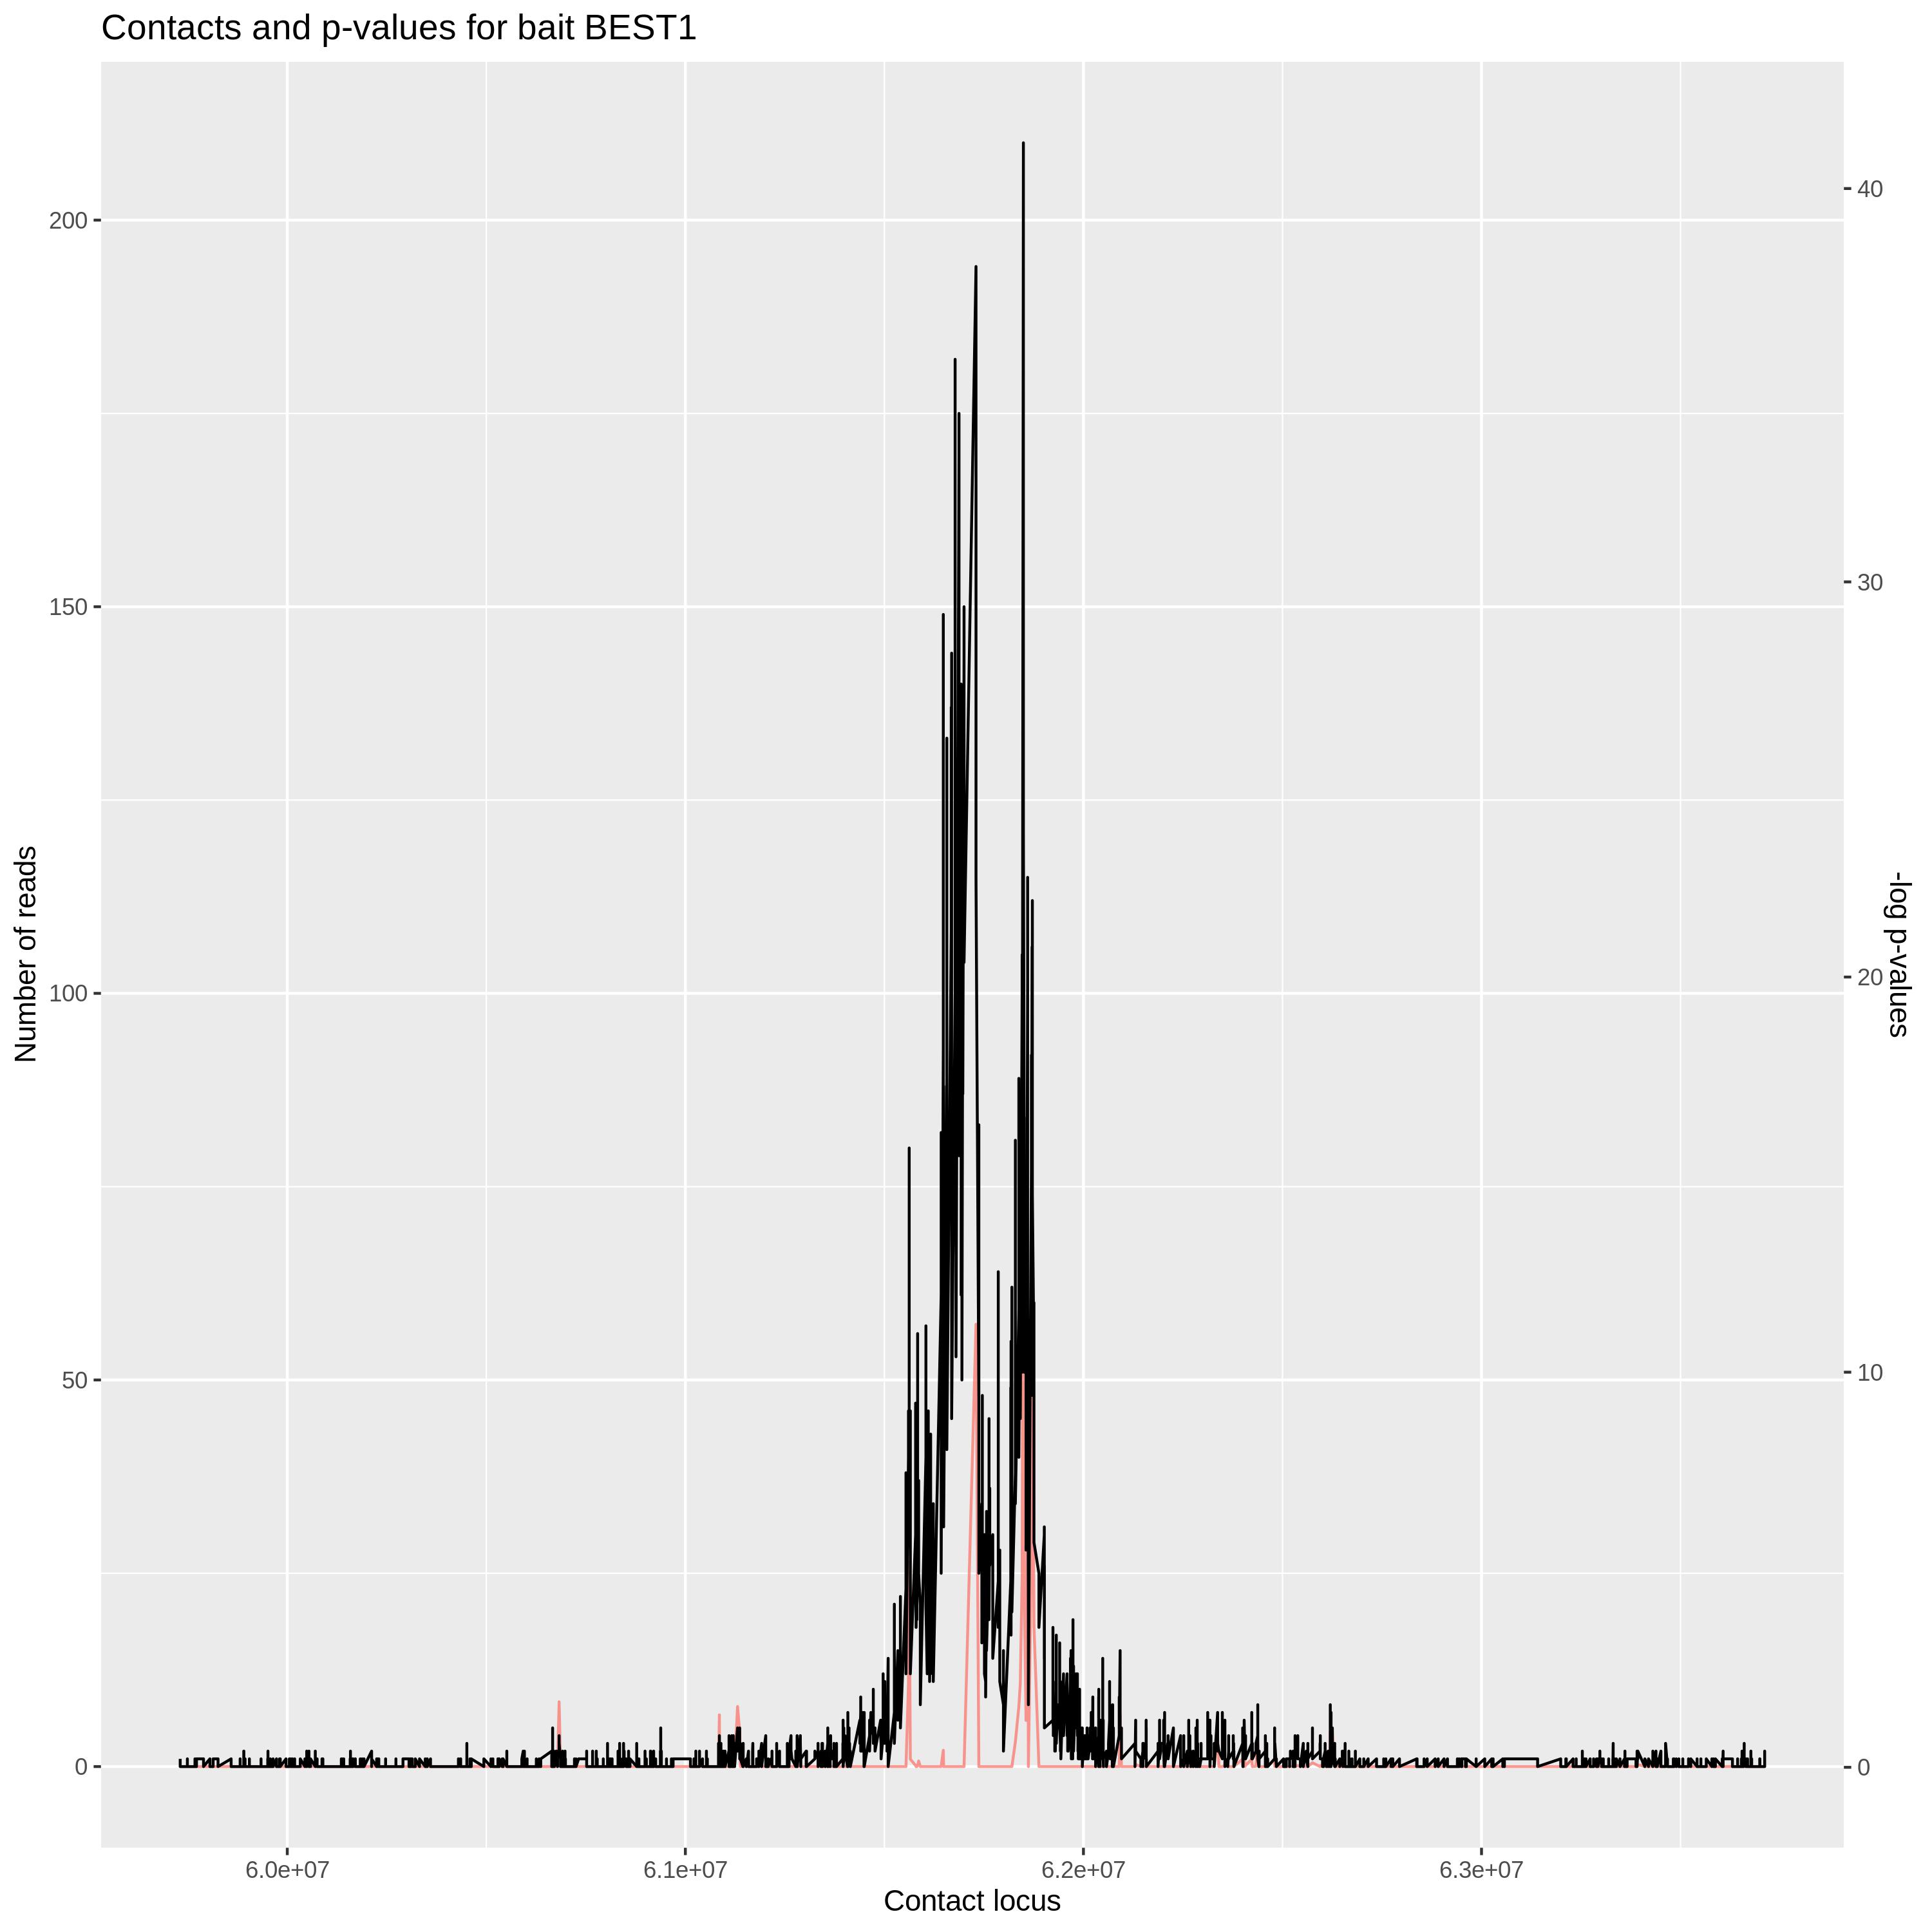 Contacts and p-values for bait BEST1
Number of reads
200
150
100
50
0
40
30
20
10
0
-log p-values
6.0e+07
6.1e+07
6.2e+07
6.3e+07
Contact locus